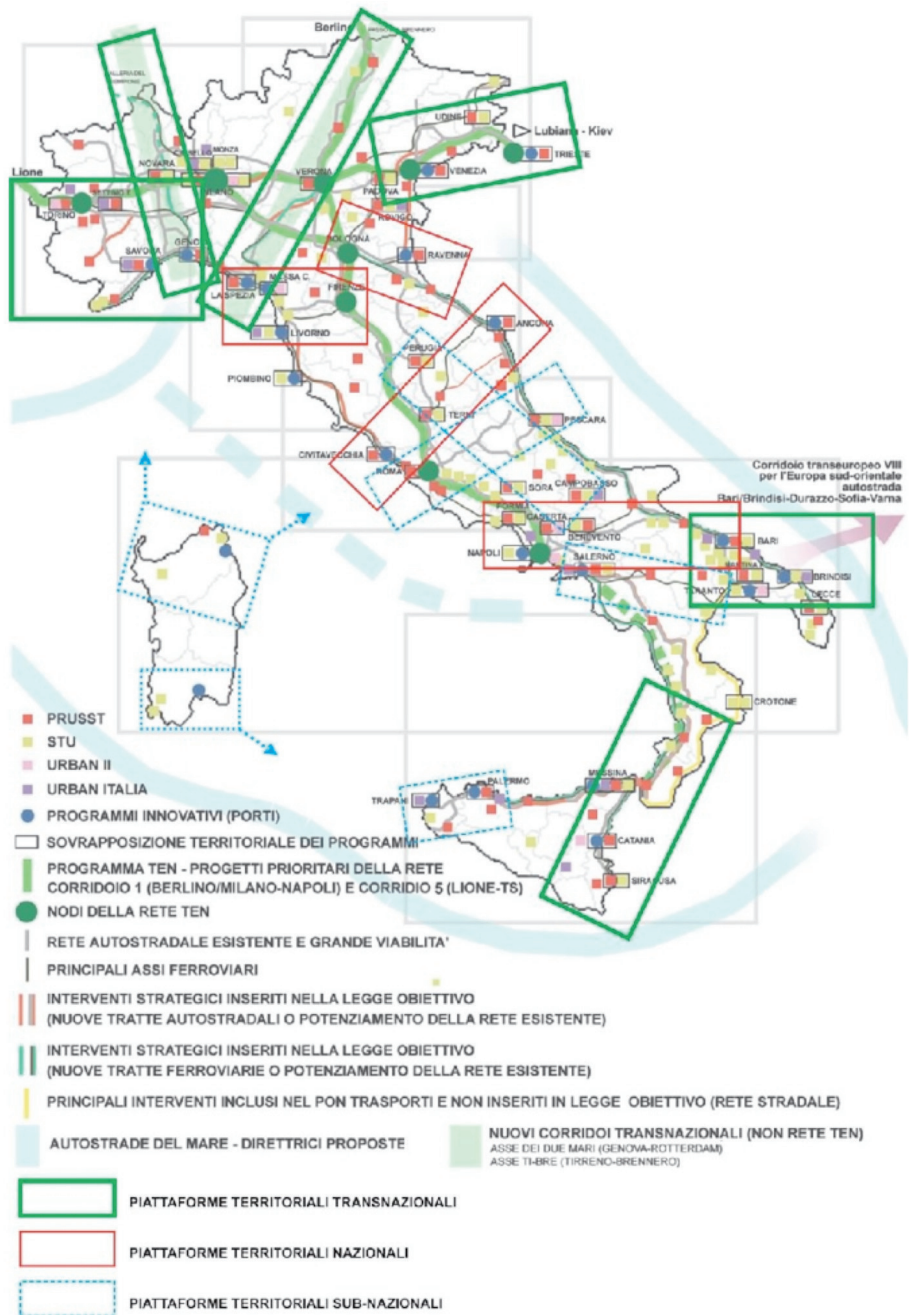 Berlino
Lubiana - Kiev
UDINE
TRIESTE
MONZA
NOVARA
VERONA
VENEZIA
PADOVA
ROVIGO
Lione
TORINO
SAVONA
BOLOGNA
RAVENNA
MASSA C.
LA SPEZIA
FIRENZE
LIVORNO
ANCONA
PERUGIA
PIOMBINO
TERNI
PESCARA
CIVITAVECCHIA
ROMA
SORA
CAMPOBASSO
Corridoio transeuropeo VIII
per l'Europa sud-orientale
autostrada
Bari/Brindisi-Durazzo-Sofia-Varna
FORMIA
CASERTA
BENEVENTO
NAPOLI
SALERNO
BARI
BRINDISI
TARANTO
LECCE
CROTONE
MESSINA
PALERMO
TRAPANI
CATANIA
SIRACUSA
PRUSST
STU
URBAN II
URBAN ITALIA
PROGRAMMI INNOVATIVI (PORTI)
SOVRAPPOSIZIONE TERRITORIALE DEI PROGRAMMI
PROGRAMMA TEN - PROGETTI PRIORITARI DELLA RETE
CORRIDOIO 1 (BERLINO/MILANO-NAPOLI) E CORRIDIO 5 (LIONE-TS)
NODI DELLA RETE TEN
RETE AUTOSTRADALE ESISTENTE E GRANDE VIABILITA'
PRINCIPALI ASSI FERROVIARI
INTERVENTI STRATEGICI INSERITI NELLA LEGGE OBIETTIVO
(NUOVE TRATTE AUTOSTRADALI O POTENZIAMENTO DELLA RETE ESISTENTE)
INTERVENTI STRATEGICI INSERITI NELLA LEGGE OBIETTIVO
(NUOVE TRATTE FERROVIARIE O POTENZIAMENTO DELLA RETE ESISTENTE)
PRINCIPALI INTERVENTI INCLUSI NEL PON TRASPORTI E NON INSERITI IN LEGGE OBIETTIVO (RETE STRADALE)
AUTOSTRADE DEL MARE - DIRETTRICI PROPOSTE
NUOVI CORRIDOI TRANSNAZIONALI (NON RETE TEN)
ASSE DEI DUE MARI (GENOVA-ROTTERDAM)
ASSE TI-BRE (TIRRENO-BRENNERO)
PIATTAFORME TERRITORIALI TRANSNAZIONALI
PIATTAFORME TERRITORIALI NAZIONALI
PIATTAFORME TERRITORIALI SUB-NAZIONALI